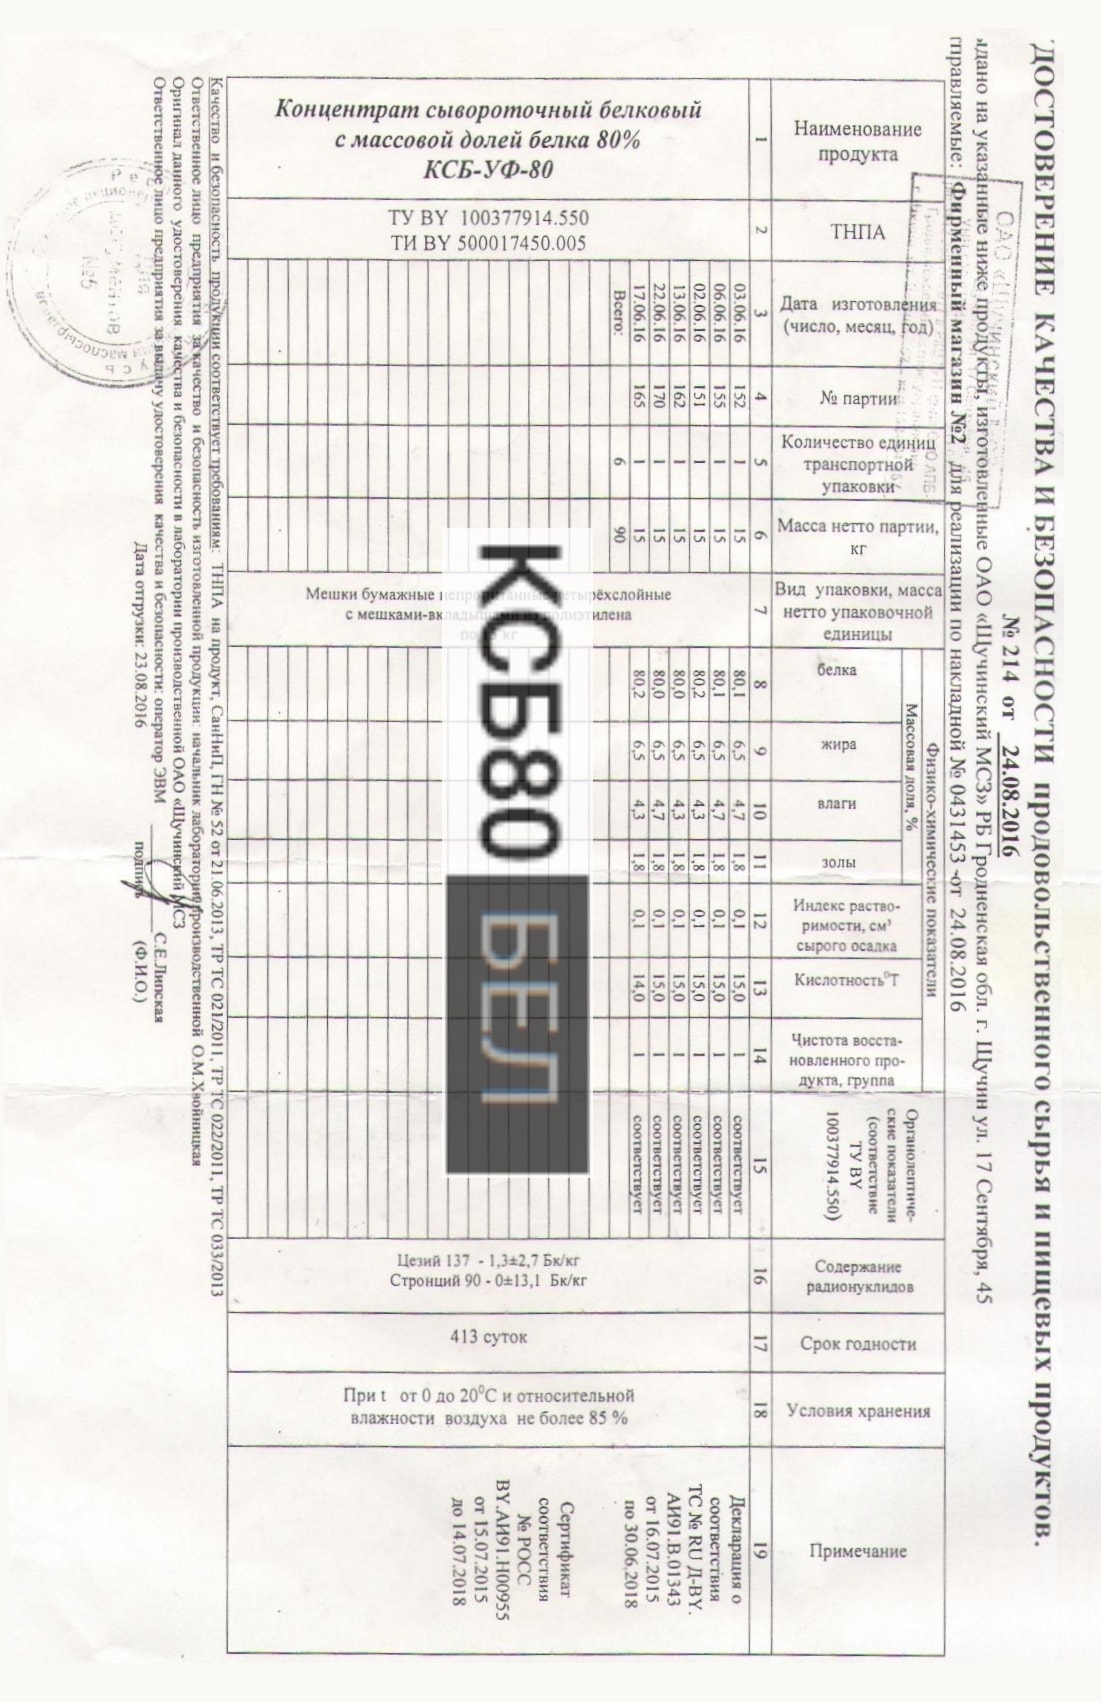 ДОСТОВЕРЕНИЕ КАЧЕСТВА И БЕЗОПАСНОСТИ продовольственного сырья и пищевых продуктов.
№ 214 от 24.08.2016
на указанные ниже продукты, изготовленные ОАО «Щучинский МСЗ» РБ Гродненская обл. г. Щучин ул. 17 Сентября, 45
Фирменный магазин №2 для реализации по накладной № 0431453 от 24.08.2016
Наименование
продукта
ТНПА
Дата изготовления
(число, месяц, год)
№ партии
Количество единиц
транспортной
упаковки
Масса нетто партии,
кг
Вид упаковки, масса
нетто упаковочной
единицы
Физико-химические показатели
Массовая доля, %
белка
жира
влаги
золы
Индекс раство-
римости, см³
сырого осадка
Кислотность⁰Т
Чистота восста-
новленного про-
дукта, группа
Органолептиче-
ские показатели
(соответствие
ТУ BY
100377914.550)
Содержание
радионуклидов
Срок годности
Условия хранения
Примечание
1 2 3 4 5 6 7 8 9 10 11 12 13 14 15 16 17 18 19
Концентрат сывороточный белковый
с массовой долей белка 80%
КСБ-УФ-80
ТУ BY 100377914.550
ТИ BY 500017450.005
03.06.16 152 1 15 80,1 6,5 4,7 1,8 0,1 15,0 1 соответствует
06.06.16 155 1 15 80,1 6,5 4,7 1,8 0,1 15,0 1 соответствует
02.06.16 151 1 15 80,2 6,5 4,3 1,8 0,1 15,0 1 соответствует
13.06.16 162 1 15 80,0 6,5 4,3 1,8 0,1 15,0 1 соответствует
22.06.16 170 1 15 80,0 6,5 4,7 1,8 0,1 15,0 1 соответствует
17.06.16 165 1 15 80,2 6,5 4,3 1,8 0,1 14,0 1 соответствует
Всего: 6 90
Мешки бумажные непропитанные четырёхслойные
с мешками-вкладышами из полиэтилена
по 15 кг
Цезий 137 - 1,3±2,7 Бк/кг
Стронций 90 - 0±13,1 Бк/кг
413 суток
При t от 0 до 20⁰С и относительной
влажности воздуха не более 85 %
Декларация о
соответствия
ТС № RU Д-BY.
АИ91.В.01343
от 16.07.2015
по 30.06.2018
Сертификат
соответствия
№ РОСС
BY.АИ91.Н00955
от 15.07.2015
до 14.07.2018
КСБ80 БЕЛ
Качество и безопасность продукции соответствует требованиям: ТНПА на продукт, СанНиП, ГН № 52 от 21.06.2013, ТР ТС 021/2011, ТР ТС 022/2011, ТР ТС 033/2013
Ответственное лицо предприятия за качество и безопасность изготовленной продукции: начальник лаборатории производственной О.М.Хвойницкая
Оригинал данного удостоверения качества и безопасности в лаборатории производственной ОАО «Щучинский МСЗ
Ответственное лицо предприятия за выдачу удостоверения качества и безопасности: оператор ЭВМ С.Е.Липская
Дата отгрузки: 23.08.2016 подпись (Ф.И.О.)